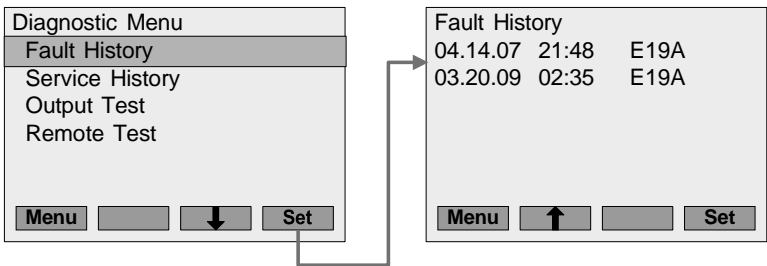 Diagnostic Menu
Fault History
Service History
Output Test
Remote Test
Menu ↓ Set
Fault History
04.14.07 21:48 E19A
03.20.09 02:35 E19A
Menu ↑ Set